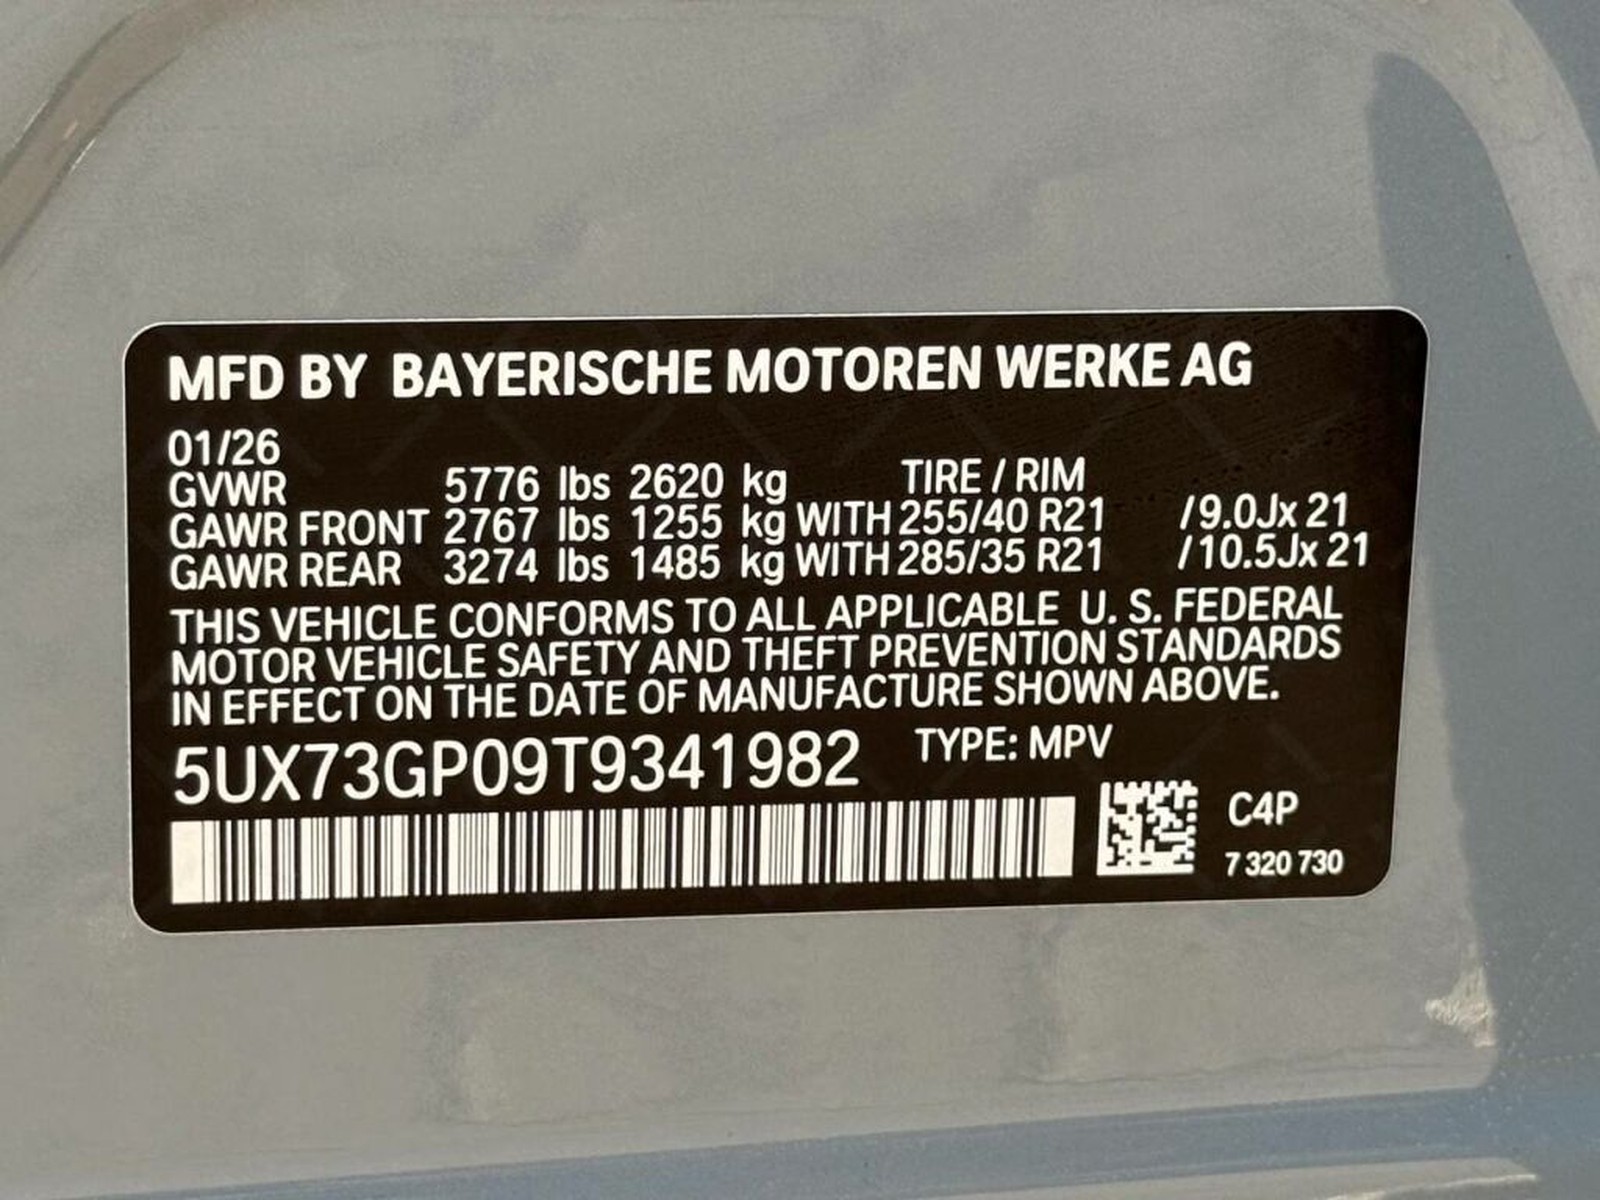 MFD BY BAYERISCHE MOTOREN WERKE AG
01/26
GVWR 5776 lbs 2620 kg TIRE / RIM
GAWR FRONT 2767 lbs 1255 kg WITH 255/40 R21 /9.0Jx 21
GAWR REAR 3274 lbs 1485 kg WITH 285/35 R21 /10.5Jx 21
THIS VEHICLE CONFORMS TO ALL APPLICABLE U. S. FEDERAL
MOTOR VEHICLE SAFETY AND THEFT PREVENTION STANDARDS
IN EFFECT ON THE DATE OF MANUFACTURE SHOWN ABOVE.
5UX73GP09T9341982 TYPE: MPV
C4P
7 320 730